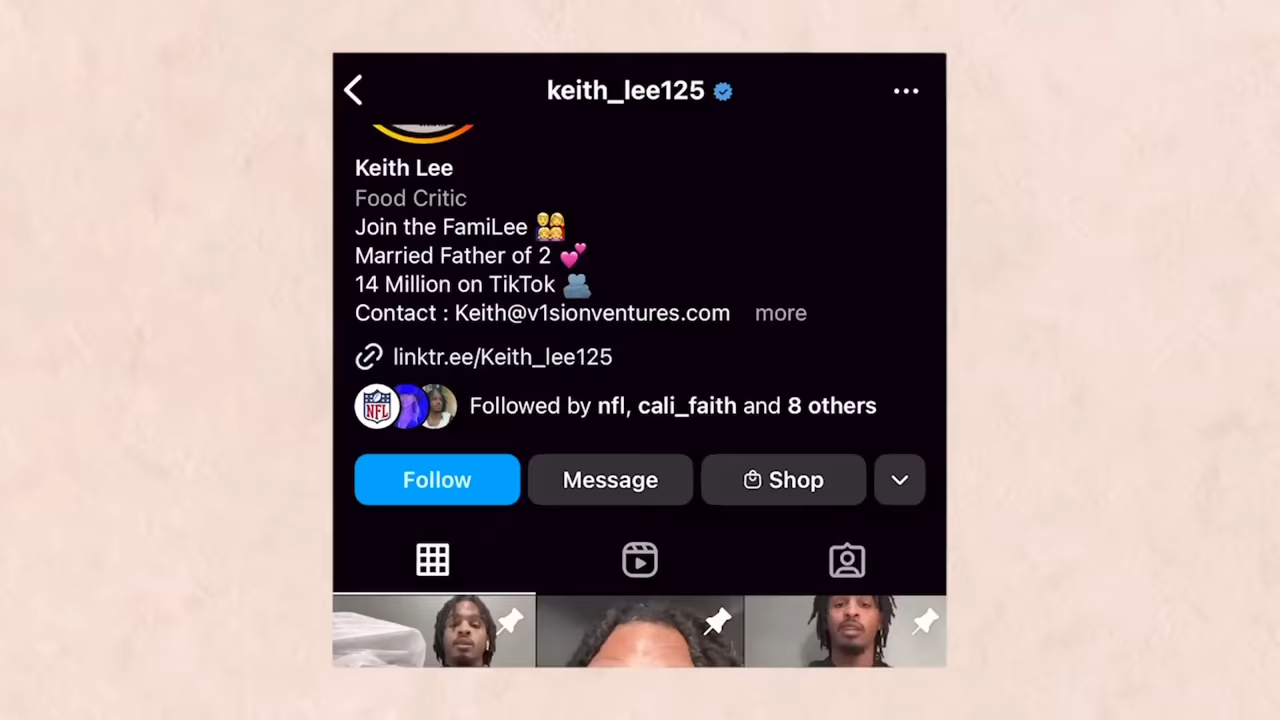 keith_lee125
Keith Lee
Food Critic
Join the FamiLee 👨‍👩‍👧‍👧
Married Father of 2 💕
14 Million on TikTok 🫂
Contact : Keith@v1sionventures.com more
linktr.ee/Keith_lee125
NFL
Followed by nfl, cali_faith and 8 others
Follow
Message
Shop